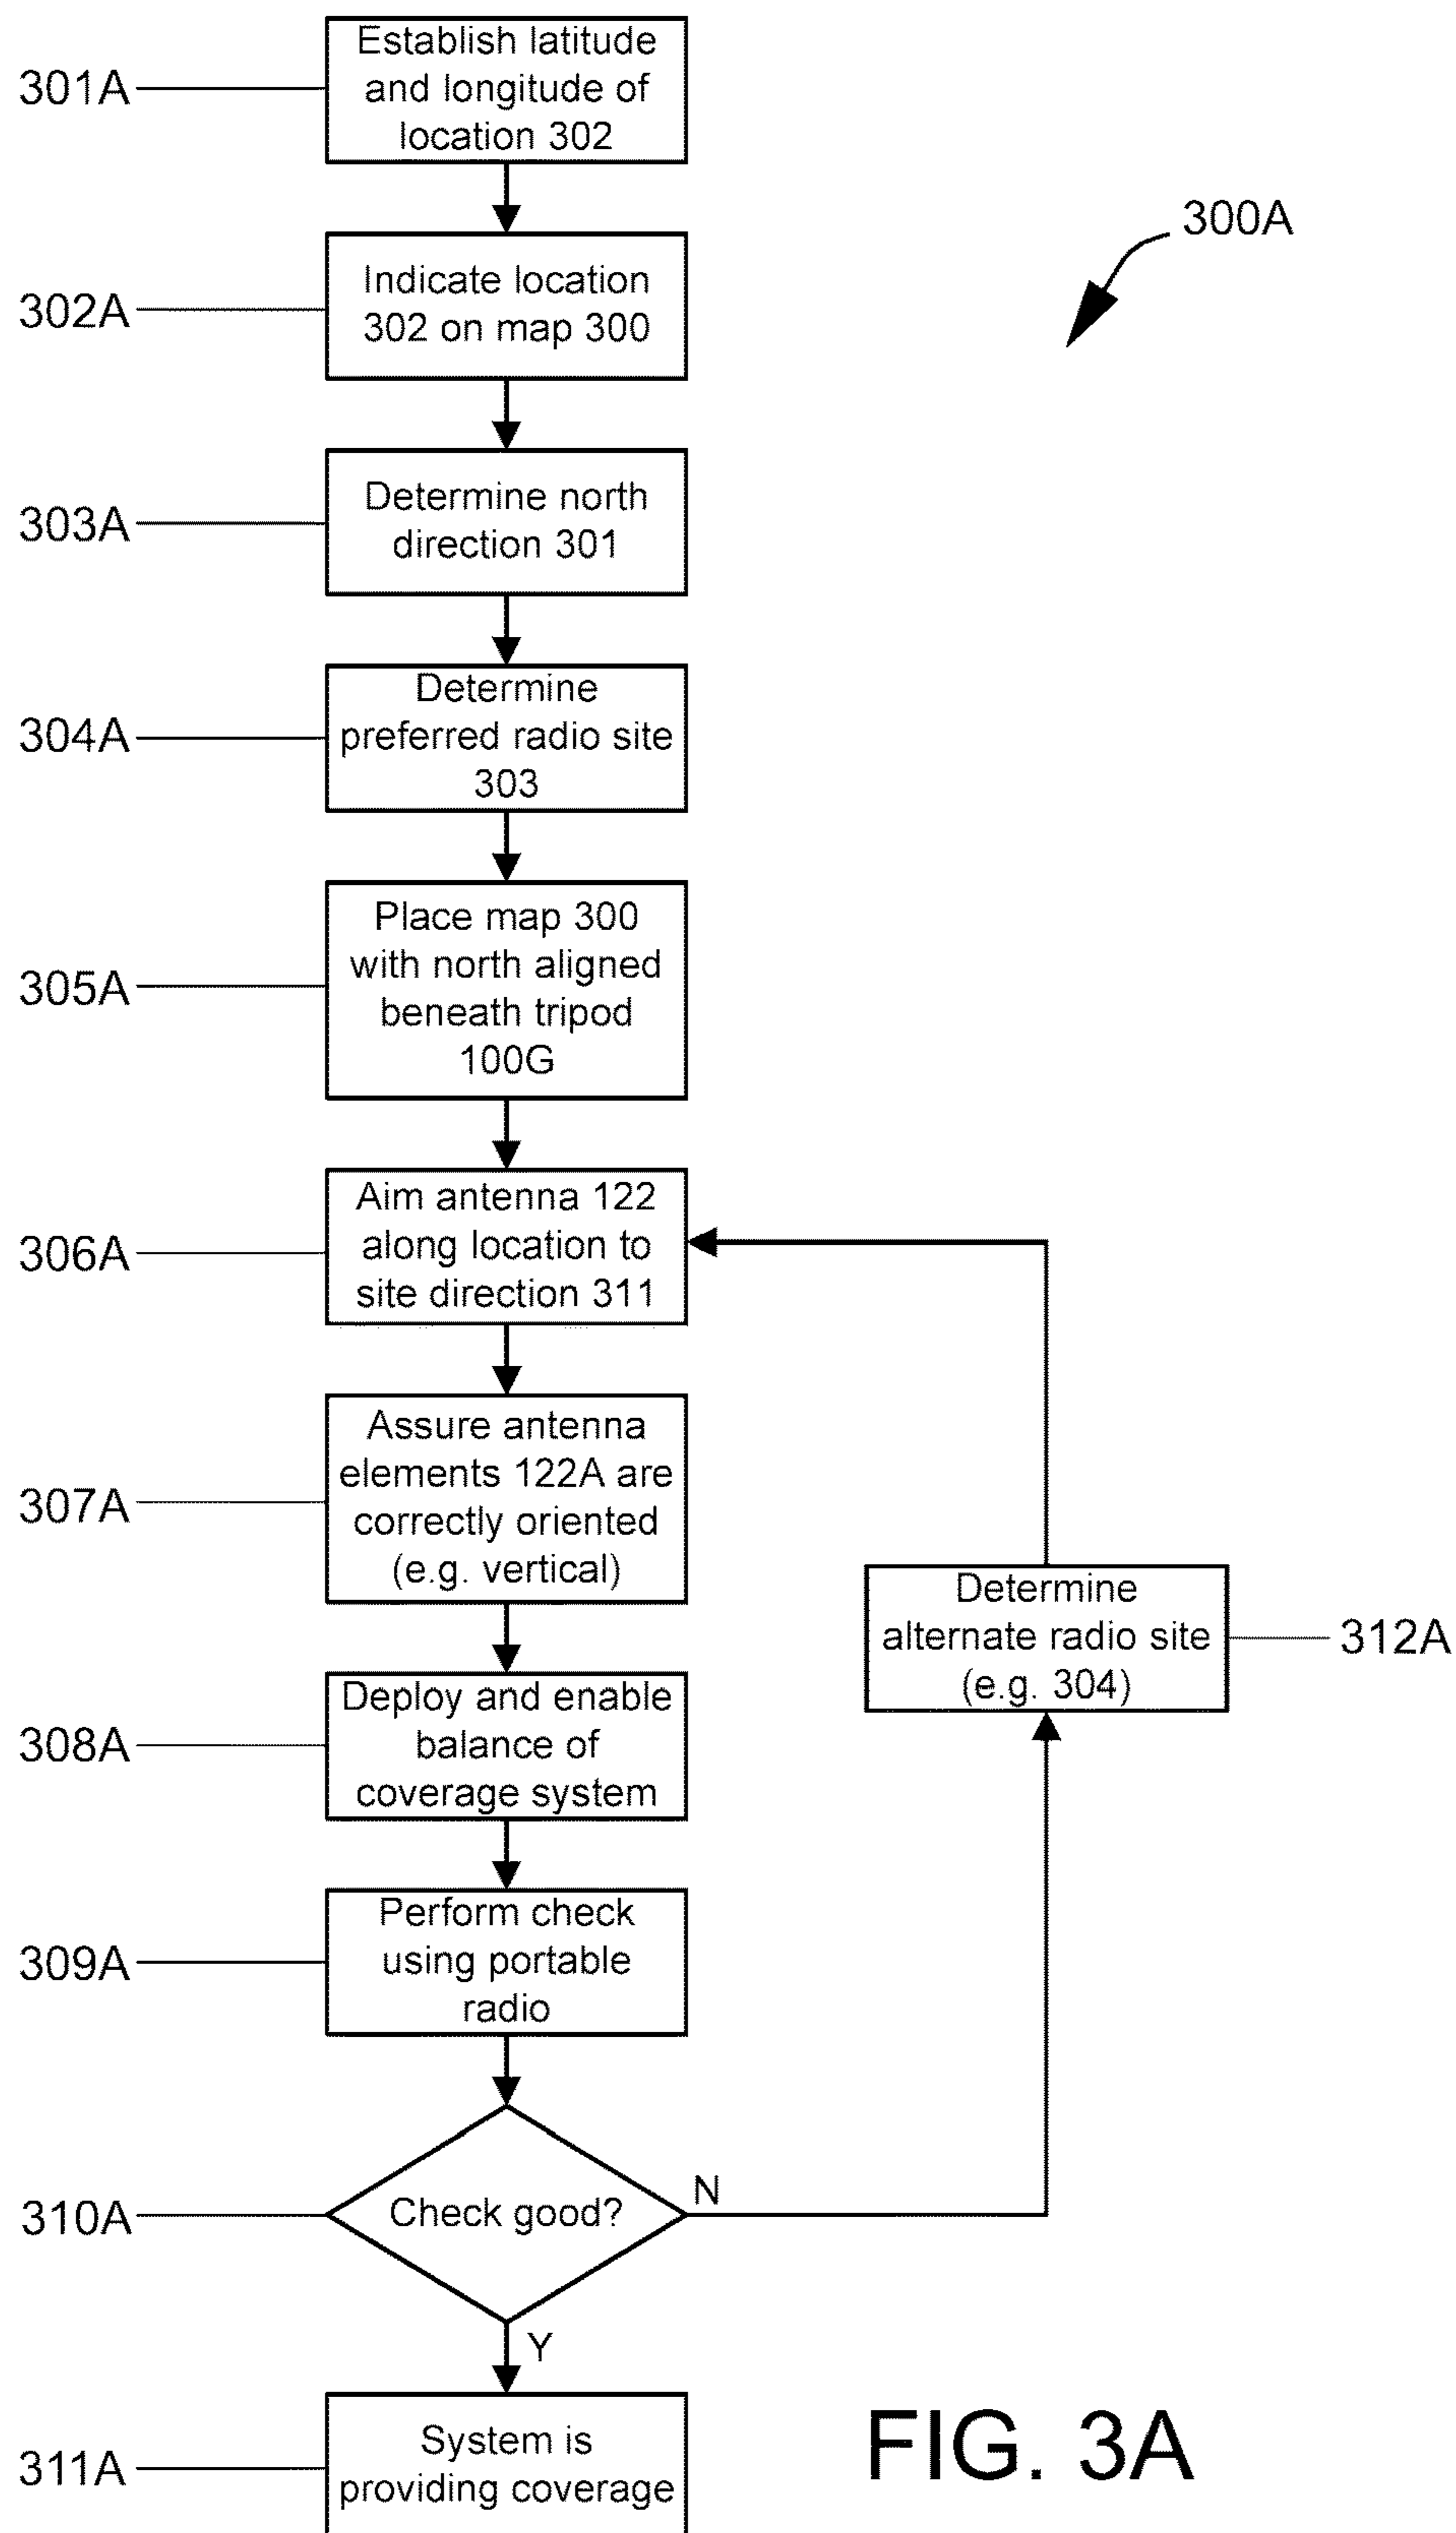 Establish latitude
and longitude of
location 302
301A
300A
Indicate location
302 on map 300
302A
Determine north
direction 301
303A
Determine
preferred radio site
303
304A
Place map 300
with north aligned
beneath tripod
100G
305A
Aim antenna 122
along location to
site direction 311
306A
Assure antenna
elements 122A are
correctly oriented
(e.g. vertical)
307A
Determine
alternate radio site
(e.g. 304)
312A
Deploy and enable
balance of
coverage system
308A
Perform check
using portable
radio
309A
Check good?
310A
N
Y
System is
providing coverage
311A
FIG. 3A